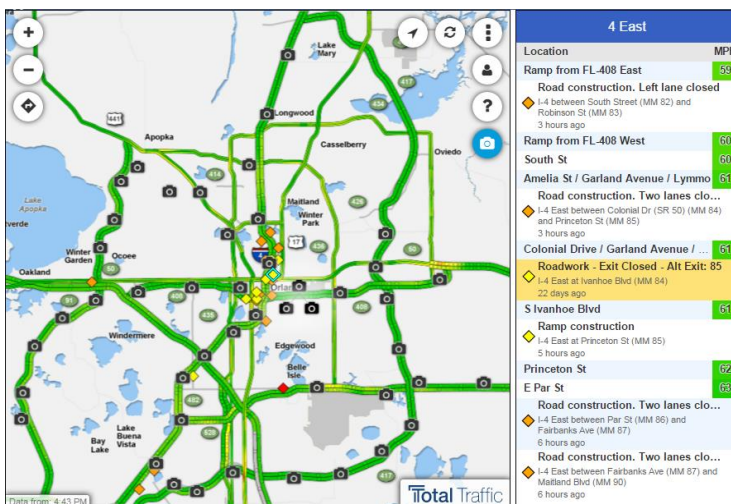 +
−
?
Lake
Mary
417
434
441
Longwood
Apopka
Casselberry
Oviedo
414
Lake
Apopka
verde
Maitland
426
Winter
Park
17
436
Winter
Garden
Ocoee
4
50
50
Oakland
Orlan
91
408
408
435
Windermere
Edgewood
Belle
Isle
482
Lake
Buena
Vista
Bay
Lake
528
417
Data from: 4:43 PM
Total Traffic
4 East
Location MPH
Ramp from FL-408 East 59
Road construction. Left lane closed
I-4 between South Street (MM 82) and
Robinson St (MM 83)
3 hours ago
Ramp from FL-408 West 60
South St 60
Amelia St / Garland Avenue / Lymmo 61
Road construction. Two lanes clo...
I-4 East between Colonial Dr (SR 50) (MM 84)
and Princeton St (MM 85)
3 hours ago
Colonial Drive / Garland Avenue / ... 61
Roadwork - Exit Closed - Alt Exit: 85
I-4 East at Ivanhoe Blvd (MM 84)
22 days ago
S Ivanhoe Blvd 61
Ramp construction
I-4 East at Princeton St (MM 85)
5 hours ago
Princeton St 62
E Par St 63
Road construction. Two lanes clo...
I-4 East between Par St (MM 86) and
Fairbanks Ave (MM 87)
6 hours ago
Road construction. Two lanes clo...
I-4 East between Fairbanks Ave (MM 87) and
Maitland Blvd (MM 90)
6 hours ago